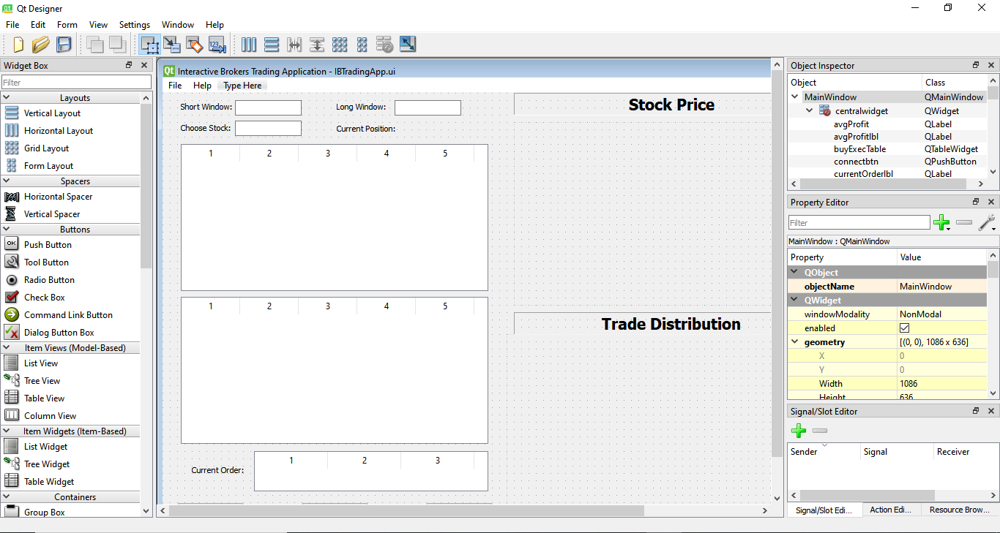 Qt Designer
File Edit Form View Settings Window Help
Widget Box
Filter
Layouts
Vertical Layout
Horizontal Layout
Grid Layout
Form Layout
Spacers
Horizontal Spacer
Vertical Spacer
Buttons
OK Push Button
Tool Button
Radio Button
Check Box
Command Link Button
Dialog Button Box
Item Views (Model-Based)
List View
Tree View
Table View
Column View
Item Widgets (Item-Based)
List Widget
Tree Widget
Table Widget
Containers
Group Box
Qt Interactive Brokers Trading Application - IBTradingApp.ui
File Help Type Here
Short Window: Long Window:
Choose Stock: Current Position:
1 2 3 4 5
1 2 3 4 5
Current Order: 1 2 3
Stock Price
Trade Distribution
Object Inspector
Object Class
MainWindow QMainWindow
centralwidget QWidget
avgProfit QLabel
avgProfitlbl QLabel
buyExecTable QTableWidget
connectbtn QPushButton
currentOrderlbl QLabel
Property Editor
Filter
MainWindow : QMainWindow
Property Value
QObject
objectName MainWindow
QWidget
windowModality NonModal
enabled
geometry [(0, 0), 1086 x 636]
X 0
Y 0
Width 1086
Height 636
Signal/Slot Editor
Sender Signal Receiver
Signal/Slot Edi... Action Edi... Resource Brow...